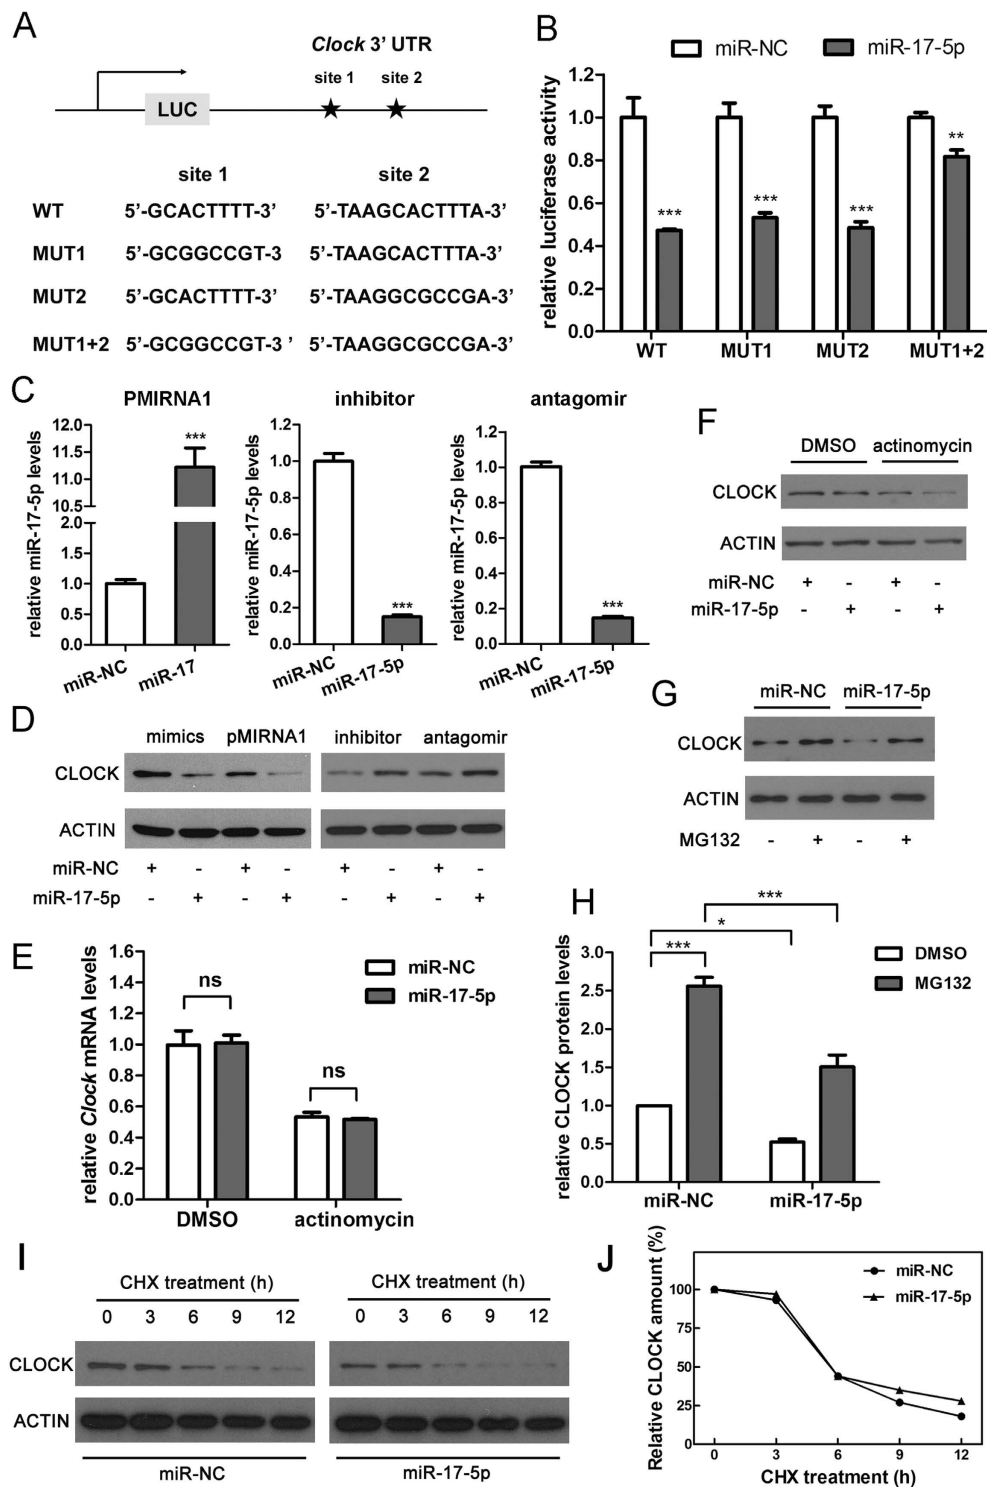 A
Clock 3’ UTR
site 1 site 2
LUC
site 1 site 2
WT 5’-GCACTTTT-3’ 5’-TAAGCACTTTA-3’
MUT1 5’-GCGGCCGT-3 5’-TAAGCACTTTA-3’
MUT2 5’-GCACTTTT-3’ 5’-TAAGGCGCCGA-3’
MUT1+2 5’-GCGGCCGT-3 ’ 5’-TAAGGCGCCGA-3’
B
miR-NC miR-17-5p
relative luciferase activity
1.2
1.0
0.8
0.6
0.4
0.2
0.0
*** *** *** **
WT MUT1 MUT2 MUT1+2
C
PMIRNA1
relative miR-17-5p levels
12.0
11.5
11.0
10.5
2.0
1.5
1.0
0.5
0.0
***
miR-NC miR-17
inhibitor
relative miR-17-5p levels
1.2
1.0
0.8
0.6
0.4
0.2
0.0
***
miR-NC miR-17-5p
antagomir
relative miR-17-5p levels
1.2
1.0
0.8
0.6
0.4
0.2
0.0
***
miR-NC miR-17-5p
F
DMSO actinomycin
CLOCK
ACTIN
miR-NC + - + -
miR-17-5p - + - +
D
mimics pMIRNA1 inhibitor antagomir
CLOCK
ACTIN
miR-NC + - + - + - + -
miR-17-5p - + - + - + - +
G
miR-NC miR-17-5p
CLOCK
ACTIN
MG132 - + - +
E
relative Clock mRNA levels
1.6
1.4
1.2
1.0
0.8
0.6
0.4
0.2
0.0
miR-NC
miR-17-5p
ns
ns
DMSO actinomycin
H
relative CLOCK protein levels
3.0
2.5
2.0
1.5
1.0
0.5
0.0
***
*
***
DMSO
MG132
miR-NC miR-17-5p
I
CHX treatment (h) CHX treatment (h)
0 3 6 9 12 0 3 6 9 12
CLOCK
ACTIN
miR-NC miR-17-5p
J
Relative CLOCK amount (%)
100
75
50
25
0
miR-NC
miR-17-5p
0 3 6 9 12
CHX treatment (h)